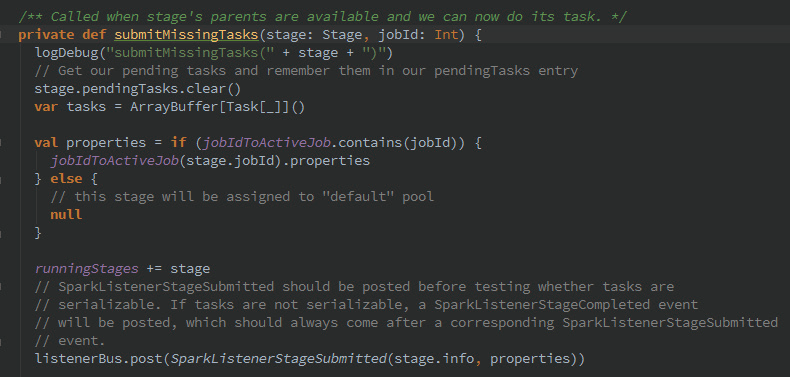 /** Called when stage's parents are available and we can now do its task. */
private def submitMissingTasks(stage: Stage, jobId: Int) {
  logDebug("submitMissingTasks(" + stage + ")")
  // Get our pending tasks and remember them in our pendingTasks entry
  stage.pendingTasks.clear()
  var tasks = ArrayBuffer[Task[_]]()

  val properties = if (jobIdToActiveJob.contains(jobId)) {
    jobIdToActiveJob(stage.jobId).properties
  } else {
    // this stage will be assigned to "default" pool
    null
  }

  runningStages += stage
  // SparkListenerStageSubmitted should be posted before testing whether tasks are
  // serializable. If tasks are not serializable, a SparkListenerStageCompleted event
  // will be posted, which should always come after a corresponding SparkListenerStageSubmitted
  // event.
  listenerBus.post(SparkListenerStageSubmitted(stage.info, properties))